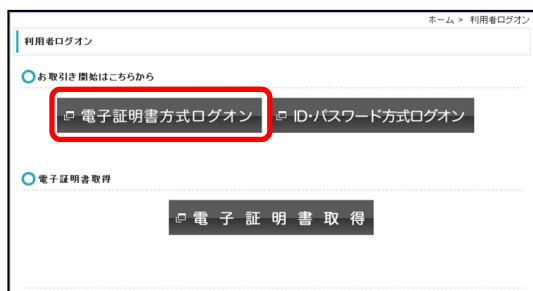 ホーム > 利用者ログオン
利用者ログオン
お取引き開始はこちらから
電子証明書方式ログオン
ID・パスワード方式ログオン
電子証明書取得
電子証明書取得